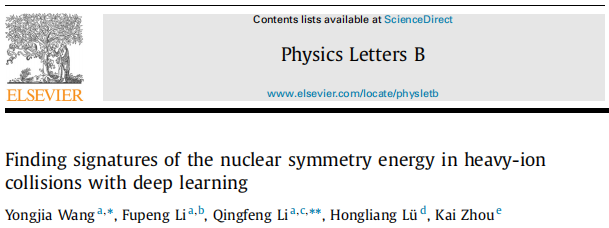 Contents lists available at ScienceDirect
Physics Letters B
www.elsevier.com/locate/physletb
ELSEVIER
Finding signatures of the nuclear symmetry energy in heavy-ion
collisions with deep learning
Yongjia Wang a,*, Fupeng Li a,b, Qingfeng Li a,c,**, Hongliang Lü d, Kai Zhou e